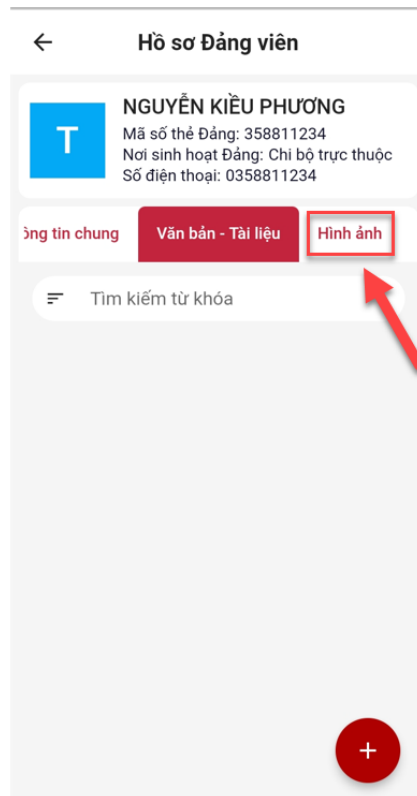 Hồ sơ Đảng viên
T
NGUYỄN KIỀU PHƯƠNG
Mã số thẻ Đảng: 358811234
Nơi sinh hoạt Đảng: Chi bộ trực thuộc
Số điện thoại: 0358811234
ông tin chung Văn bản - Tài liệu Hình ảnh
Tìm kiếm từ khóa
+